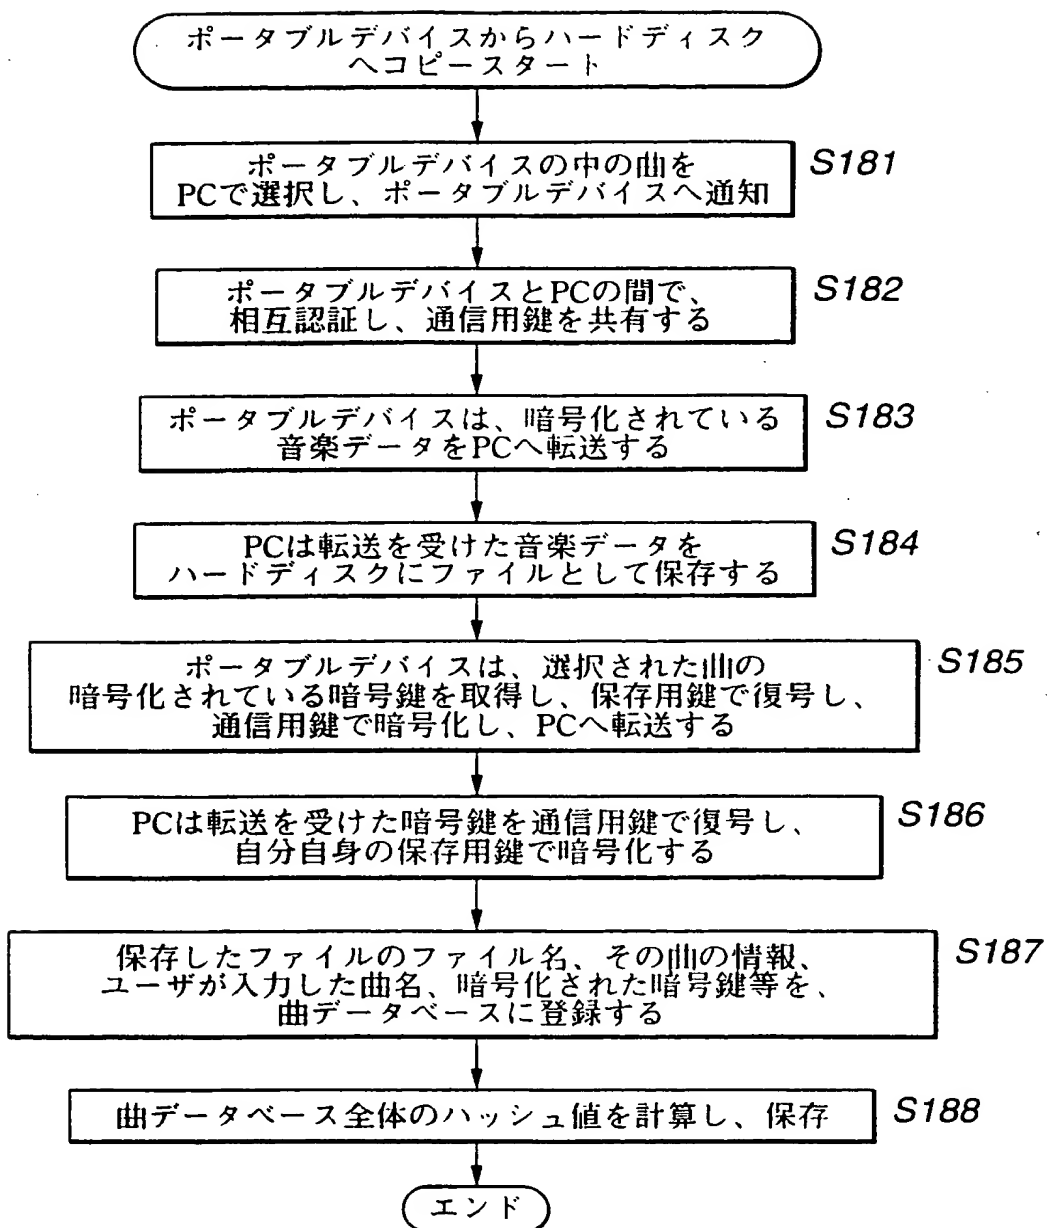 ポータブルデバイスからハードディスク
へコピースタート
ポータブルデバイスの中の曲を
PCで選択し、ポータブルデバイスへ通知
S181
ポータブルデバイスとPCの間で、
相互認証し、通信用鍵を共有する
S182
ポータブルデバイスは、暗号化されている
音楽データをPCへ転送する
S183
PCは転送を受けた音楽データを
ハードディスクにファイルとして保存する
S184
ポータブルデバイスは、選択された曲の
暗号化されている暗号鍵を取得し、保存用鍵で復号し、
通信用鍵で暗号化し、PCへ転送する
S185
PCは転送を受けた暗号鍵を通信用鍵で復号し、
自分自身の保存用鍵で暗号化する
S186
保存したファイルのファイル名、その曲の情報、
ユーザが入力した曲名、暗号化された暗号鍵等を、
曲データベースに登録する
S187
曲データベース全体のハッシュ値を計算し、保存
S188
エンド